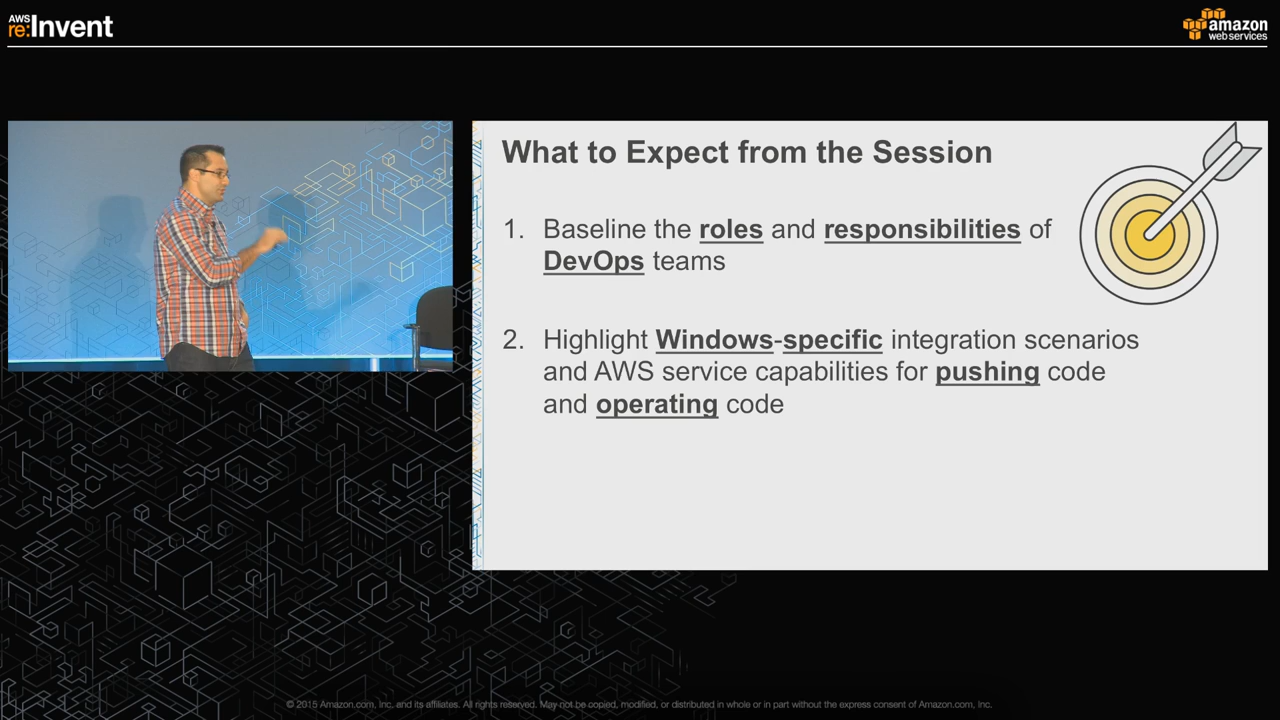 AWS
re:Invent
amazon
web services
What to Expect from the Session
1. Baseline the roles and responsibilities of
DevOps teams
2. Highlight Windows-specific integration scenarios
and AWS service capabilities for pushing code
and operating code
© 2015 Amazon.com, Inc. and its affiliates. All rights reserved. May not be copied, modified, or distributed in whole or in part without the express consent of Amazon.com, Inc.